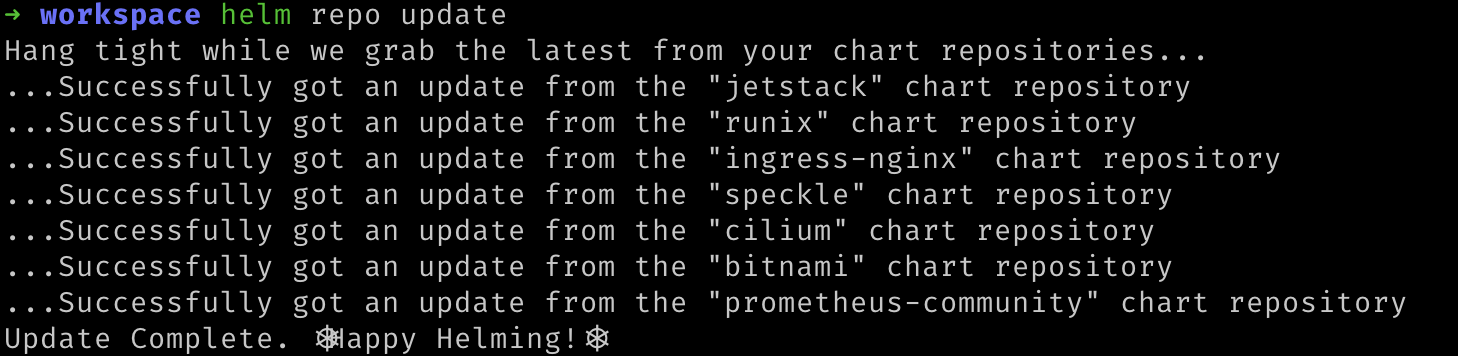 → workspace helm repo update
Hang tight while we grab the latest from your chart repositories...
...Successfully got an update from the "jetstack" chart repository
...Successfully got an update from the "runix" chart repository
...Successfully got an update from the "ingress-nginx" chart repository
...Successfully got an update from the "speckle" chart repository
...Successfully got an update from the "cilium" chart repository
...Successfully got an update from the "bitnami" chart repository
...Successfully got an update from the "prometheus-community" chart repository
Update Complete. ⎈Happy Helming!⎈